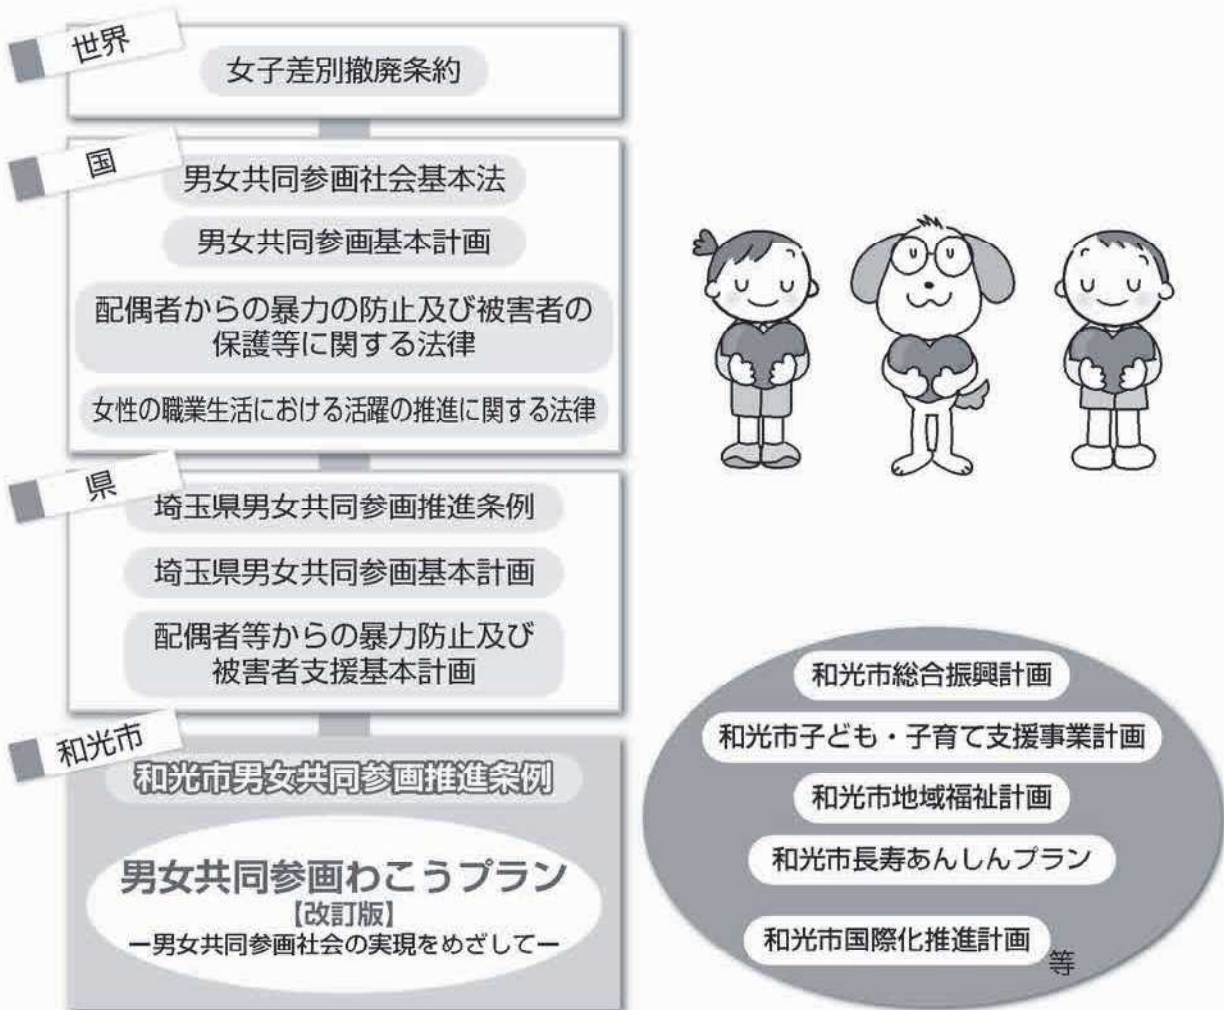 世界
女子差別撤廃条約
国
男女共同参画社会基本法
男女共同参画基本計画
配偶者からの暴力の防止及び被害者の
保護等に関する法律
女性の職業生活における活躍の推進に関する法律
県
埼玉県男女共同参画推進条例
埼玉県男女共同参画基本計画
配偶者等からの暴力防止及び
被害者支援基本計画
和光市
和光市男女共同参画推進条例
男女共同参画わこうプラン
【改訂版】
ー男女共同参画社会の実現をめざしてー
和光市総合振興計画
和光市子ども・子育て支援事業計画
和光市地域福祉計画
和光市長寿あんしんプラン
和光市国際化推進計画
等